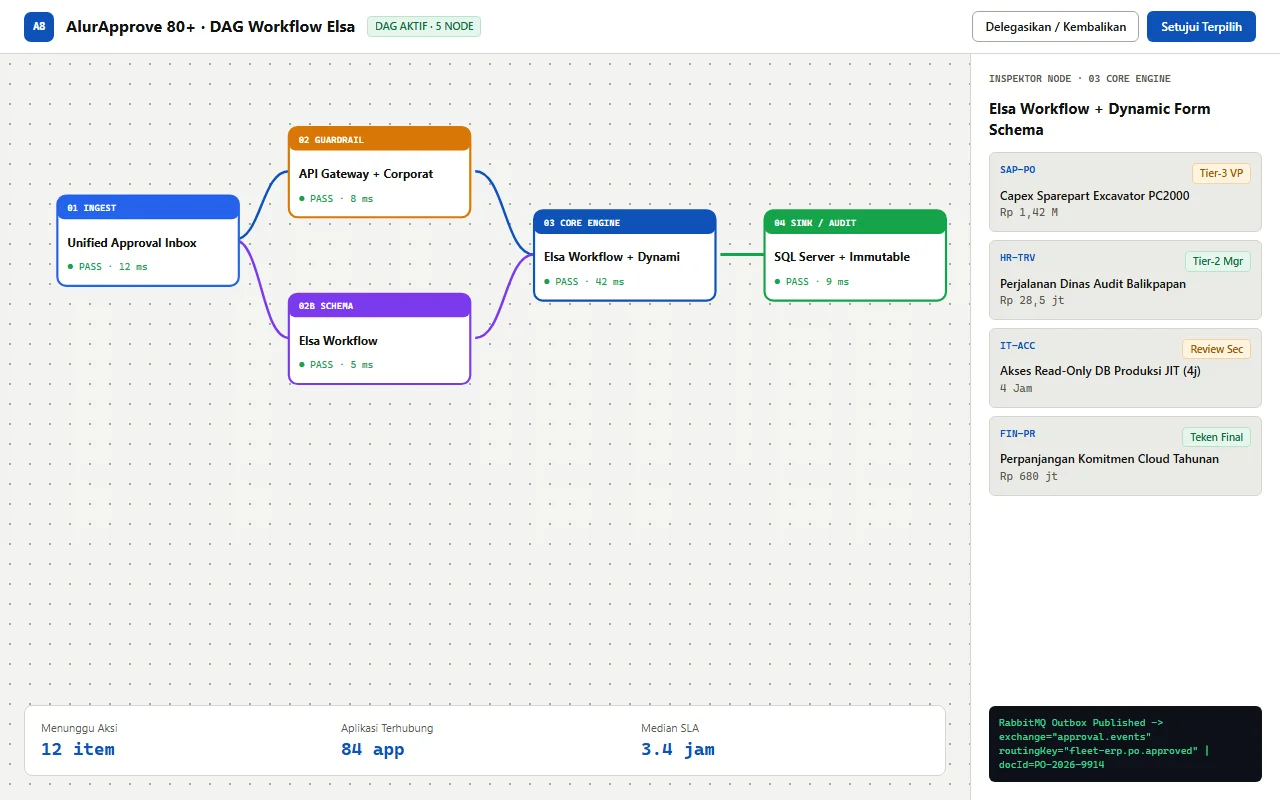 A8
AlurApprove 80+ · DAG Workflow Elsa
DAG AKTIF · 5 NODE
Delegasikan / Kembalikan
Setujui Terpilih
01 INGEST
Unified Approval Inbox
● PASS · 12 ms
02 GUARDRAIL
API Gateway + Corporat
● PASS · 8 ms
02B SCHEMA
Elsa Workflow
● PASS · 5 ms
03 CORE ENGINE
Elsa Workflow + Dynami
● PASS · 42 ms
04 SINK / AUDIT
SQL Server + Immutable
● PASS · 9 ms
Menunggu Aksi
12 item
Aplikasi Terhubung
84 app
Median SLA
3.4 jam
INSPEKTOR NODE · 03 CORE ENGINE
Elsa Workflow + Dynamic Form
Schema
SAP-PO
Tier-3 VP
Capex Sparepart Excavator PC2000
Rp 1,42 M
HR-TRV
Tier-2 Mgr
Perjalanan Dinas Audit Balikpapan
Rp 28,5 jt
IT-ACC
Review Sec
Akses Read-Only DB Produksi JIT (4j)
4 Jam
FIN-PR
Teken Final
Perpanjangan Komitmen Cloud Tahunan
Rp 680 jt
RabbitMQ Outbox Published ->
exchange="approval.events"
routingKey="fleet-erp.po.approved" |
docId=PO-2026-9914